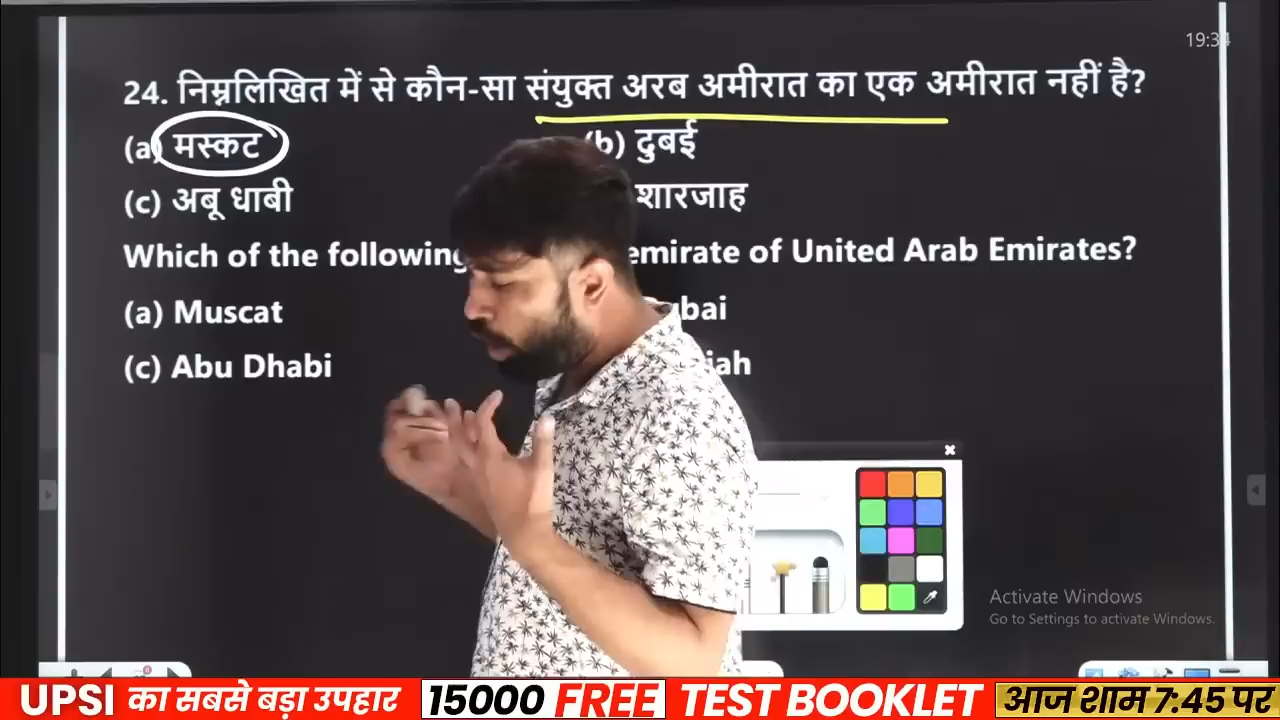 19:34
24. निम्नलिखित में से कौन-सा संयुक्त अरब अमीरात का एक अमीरात नहीं है?
(a) मस्कट (b) दुबई
(c) अबू धाबी शारजाह
Which of the following emirate of United Arab Emirates?
(a) Muscat
(c) Abu Dhabi
Activate Windows
Go to Settings to activate Windows.
UPSI का सबसे बड़ा उपहार 15000 FREE TEST BOOKLET आज शाम 7:45 पर